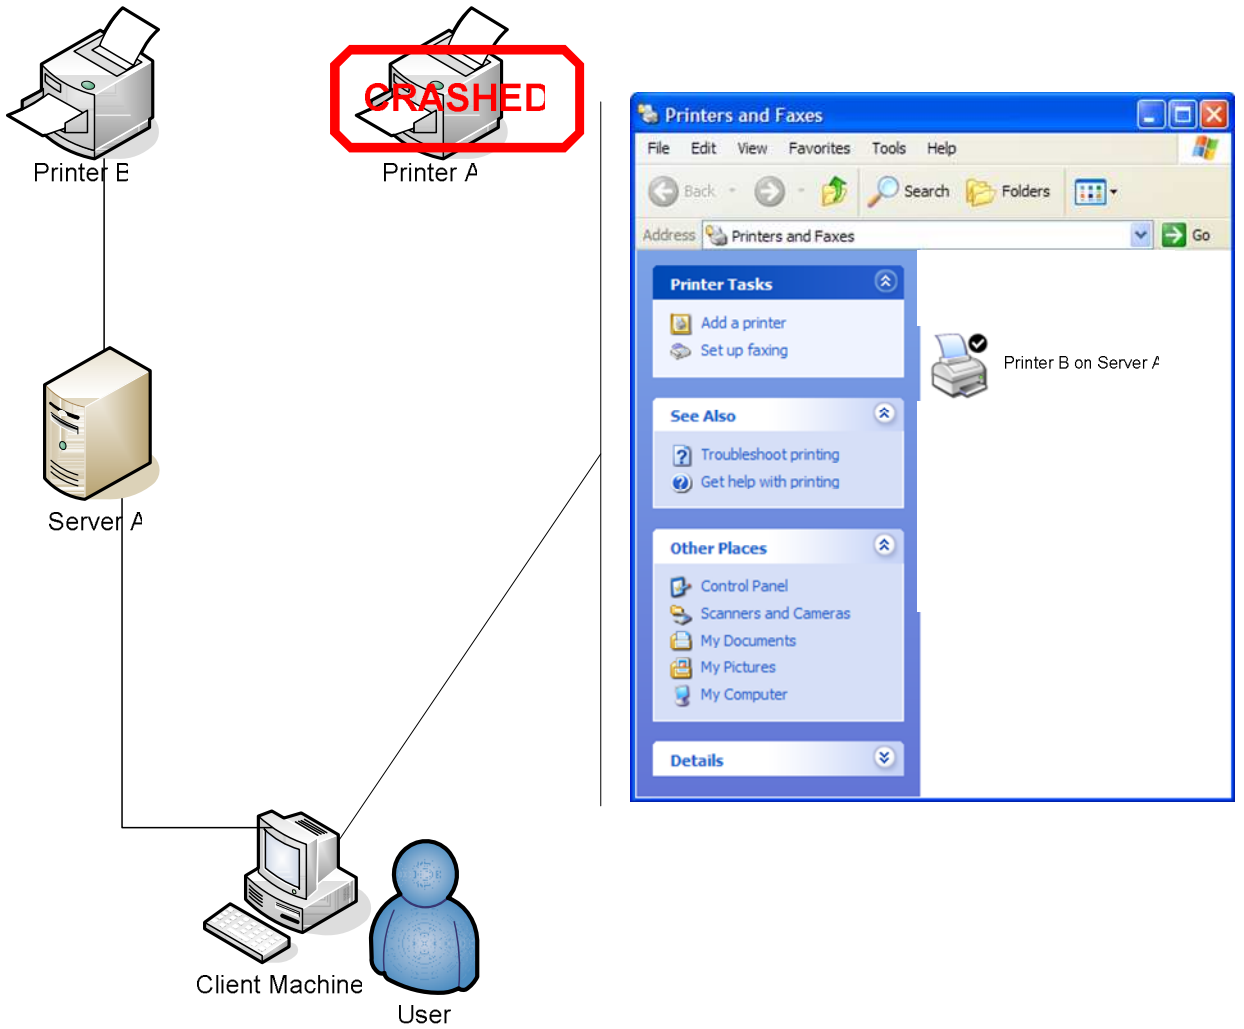 CRASHED
Printer B
Printer A
Server A
Client Machine
User
Printers and Faxes
File Edit View Favorites Tools Help
Back Search Folders
Address Printers and Faxes Go
Printer Tasks
Add a printer
Set up faxing
Printer B on Server A
See Also
Troubleshoot printing
Get help with printing
Other Places
Control Panel
Scanners and Cameras
My Documents
My Pictures
My Computer
Details